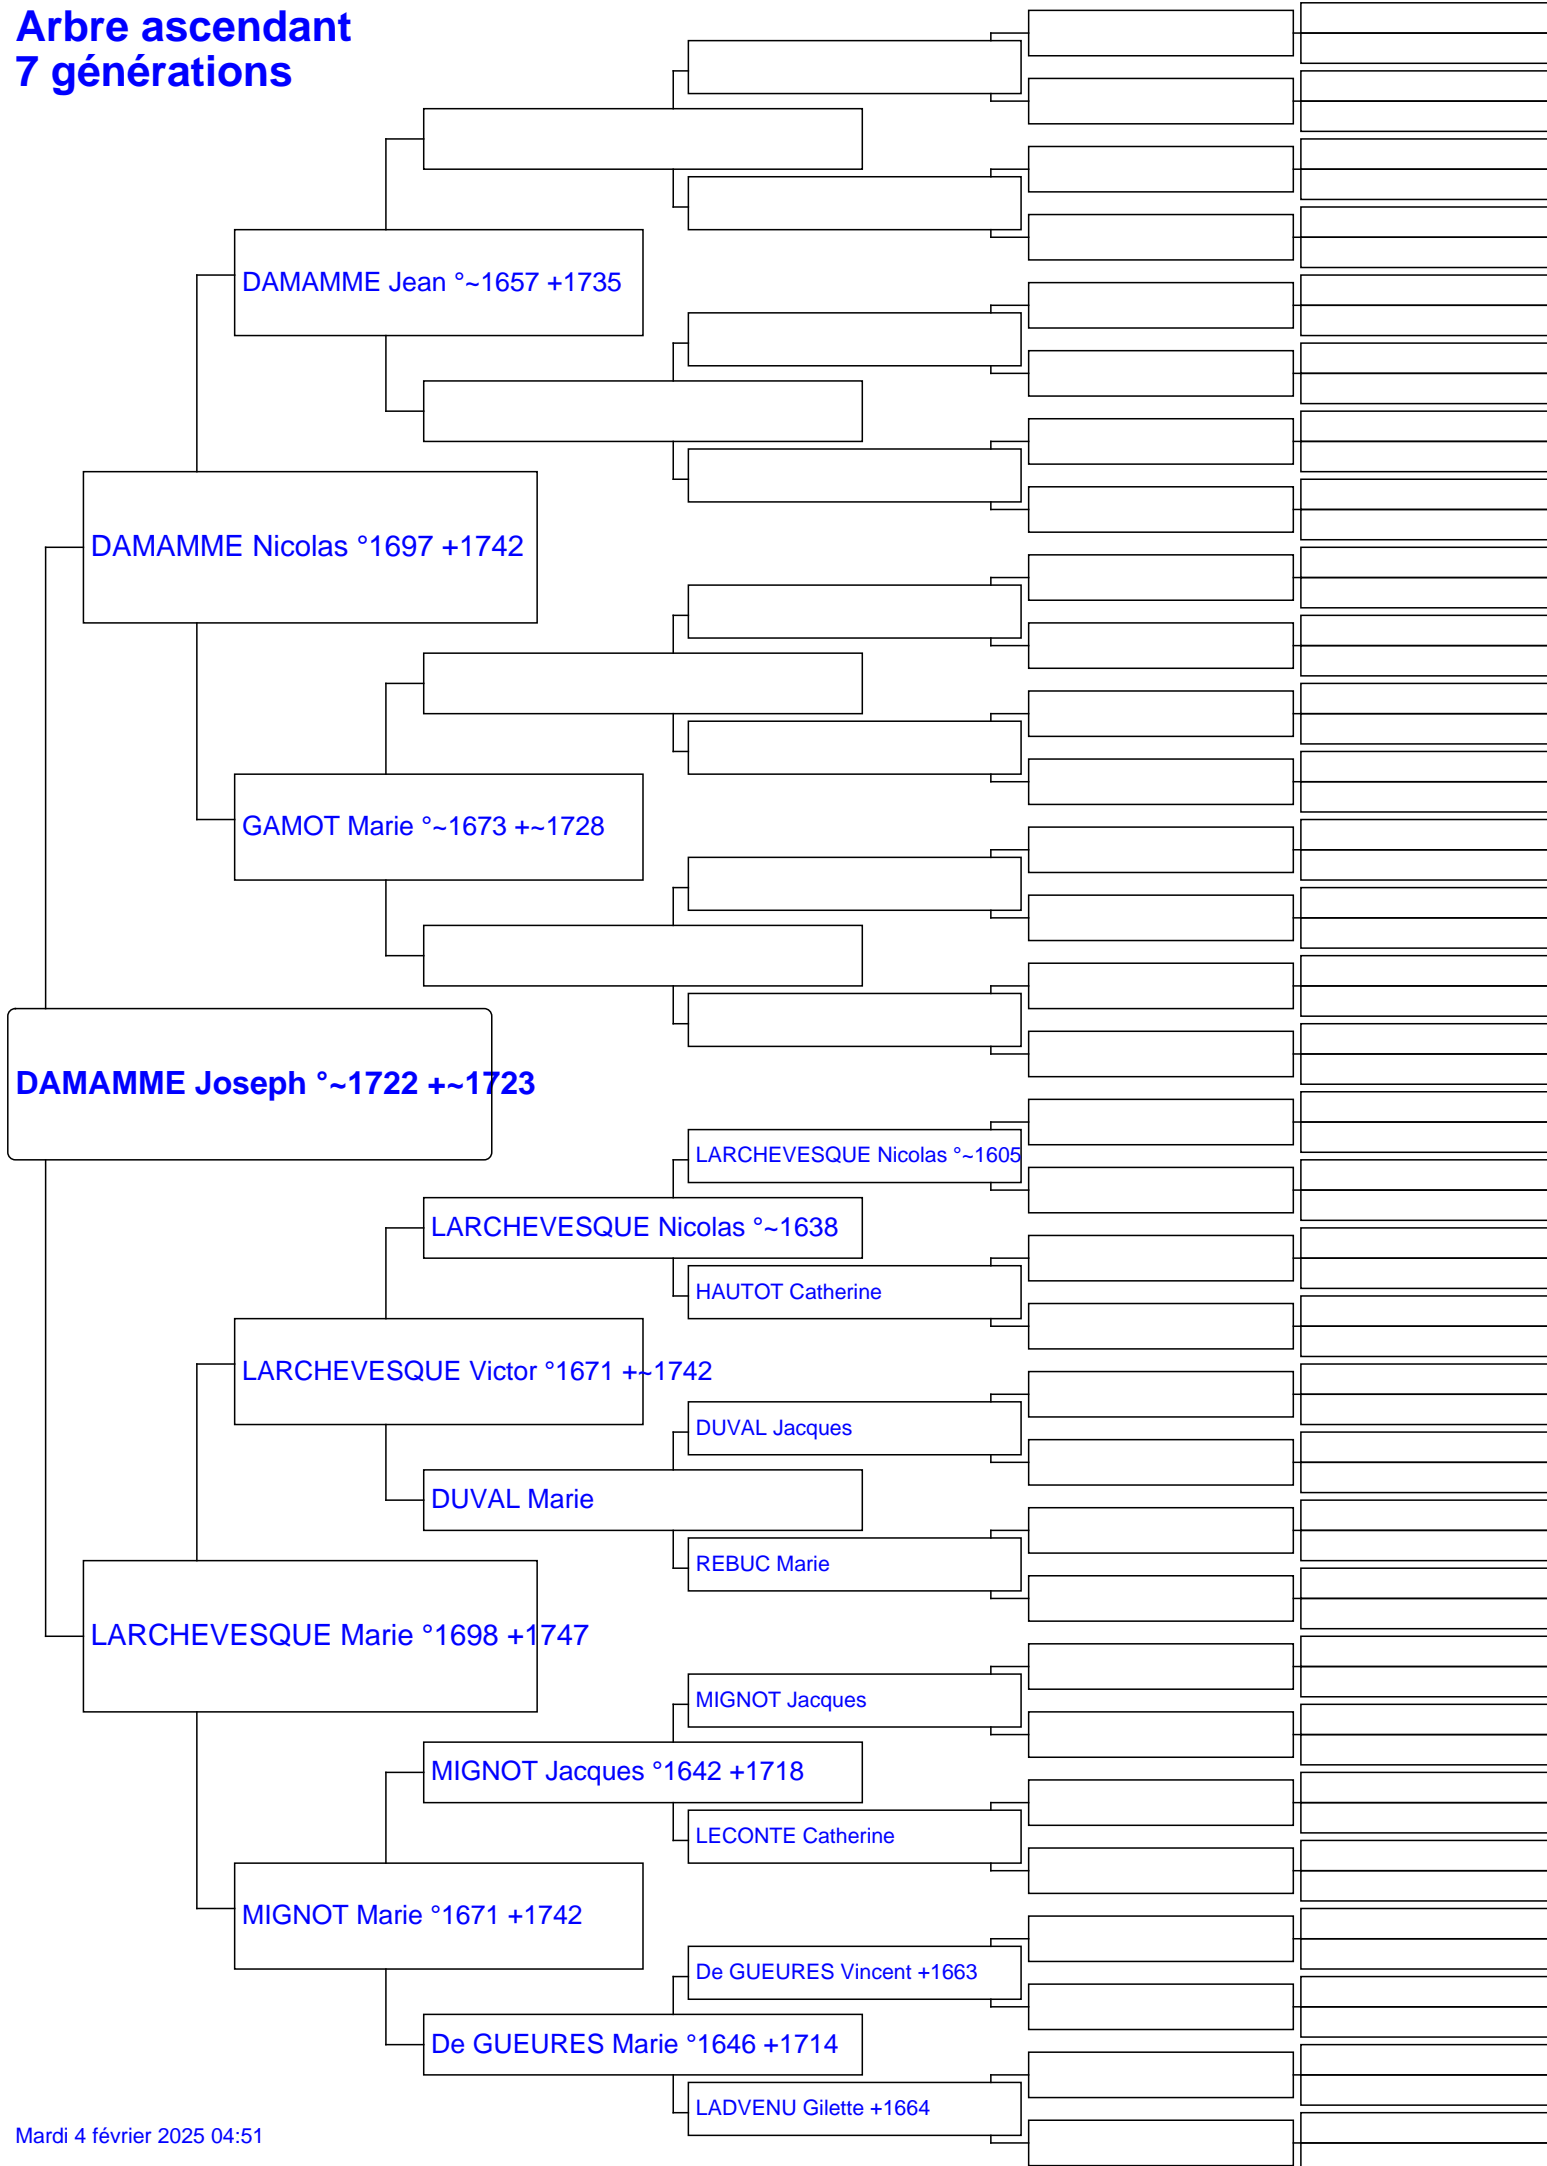 Arbre ascendant
7 générations
DAMAMME Jean °~1657 +1735
DAMAMME Nicolas °1697 +1742
GAMOT Marie °~1673 +~1728
DAMAMME Joseph °~1722 +~1723
LARCHEVESQUE Nicolas °~1605
LARCHEVESQUE Nicolas °~1638
HAUTOT Catherine
LARCHEVESQUE Victor °1671 +~1742
DUVAL Jacques
DUVAL Marie
REBUC Marie
LARCHEVESQUE Marie °1698 +1747
MIGNOT Jacques
MIGNOT Jacques °1642 +1718
LECONTE Catherine
MIGNOT Marie °1671 +1742
De GUEURES Vincent +1663
De GUEURES Marie °1646 +1714
LADVENU Gilette +1664
Mardi 4 février 2025 04:51